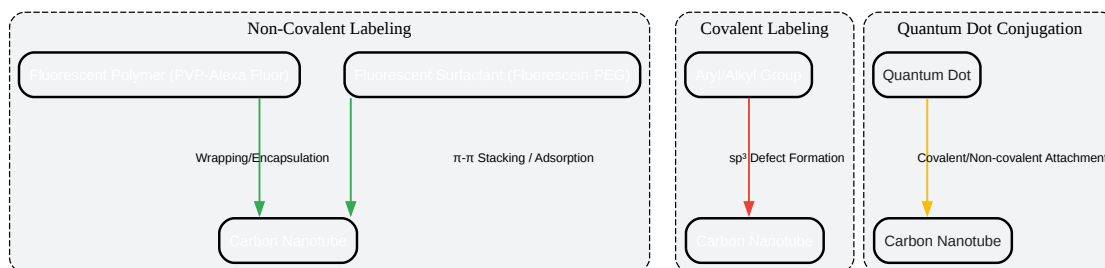 Non-Covalent Labeling
Fluorescent Polymer (PVP-Alexa Fluor)
Fluorescent Surfactant (Fluorescein-PEG)
Wrapping/Encapsulation
π-π Stacking / Adsorption
Carbon Nanotube
Covalent Labeling
Aryl/Alkyl Group
sp³ Defect Formation
Carbon Nanotube
Quantum Dot Conjugation
Quantum Dot
Covalent/Non-covalent Attachment
Carbon Nanotube